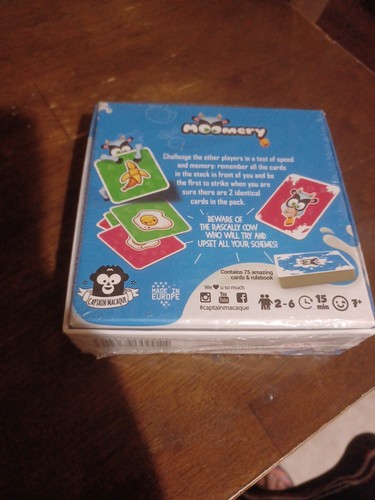 MOOmery
Challenge the other players in a test of speed
and memory: remember all the cards
in the stack in front of you and be
the first to strike when you are
sure there are 2 identical
cards in the pack.
BEWARE OF
THE RASCALLY COW
WHO WILL TRY AND
UPSET ALL YOUR SCHEMES!
Contains 75 amazing
cards & rulebook
CAPTAIN MACAQUE
MADE IN
EUROPE
We ♥ u so much
#captainmacaque
2-6
15
min
7+